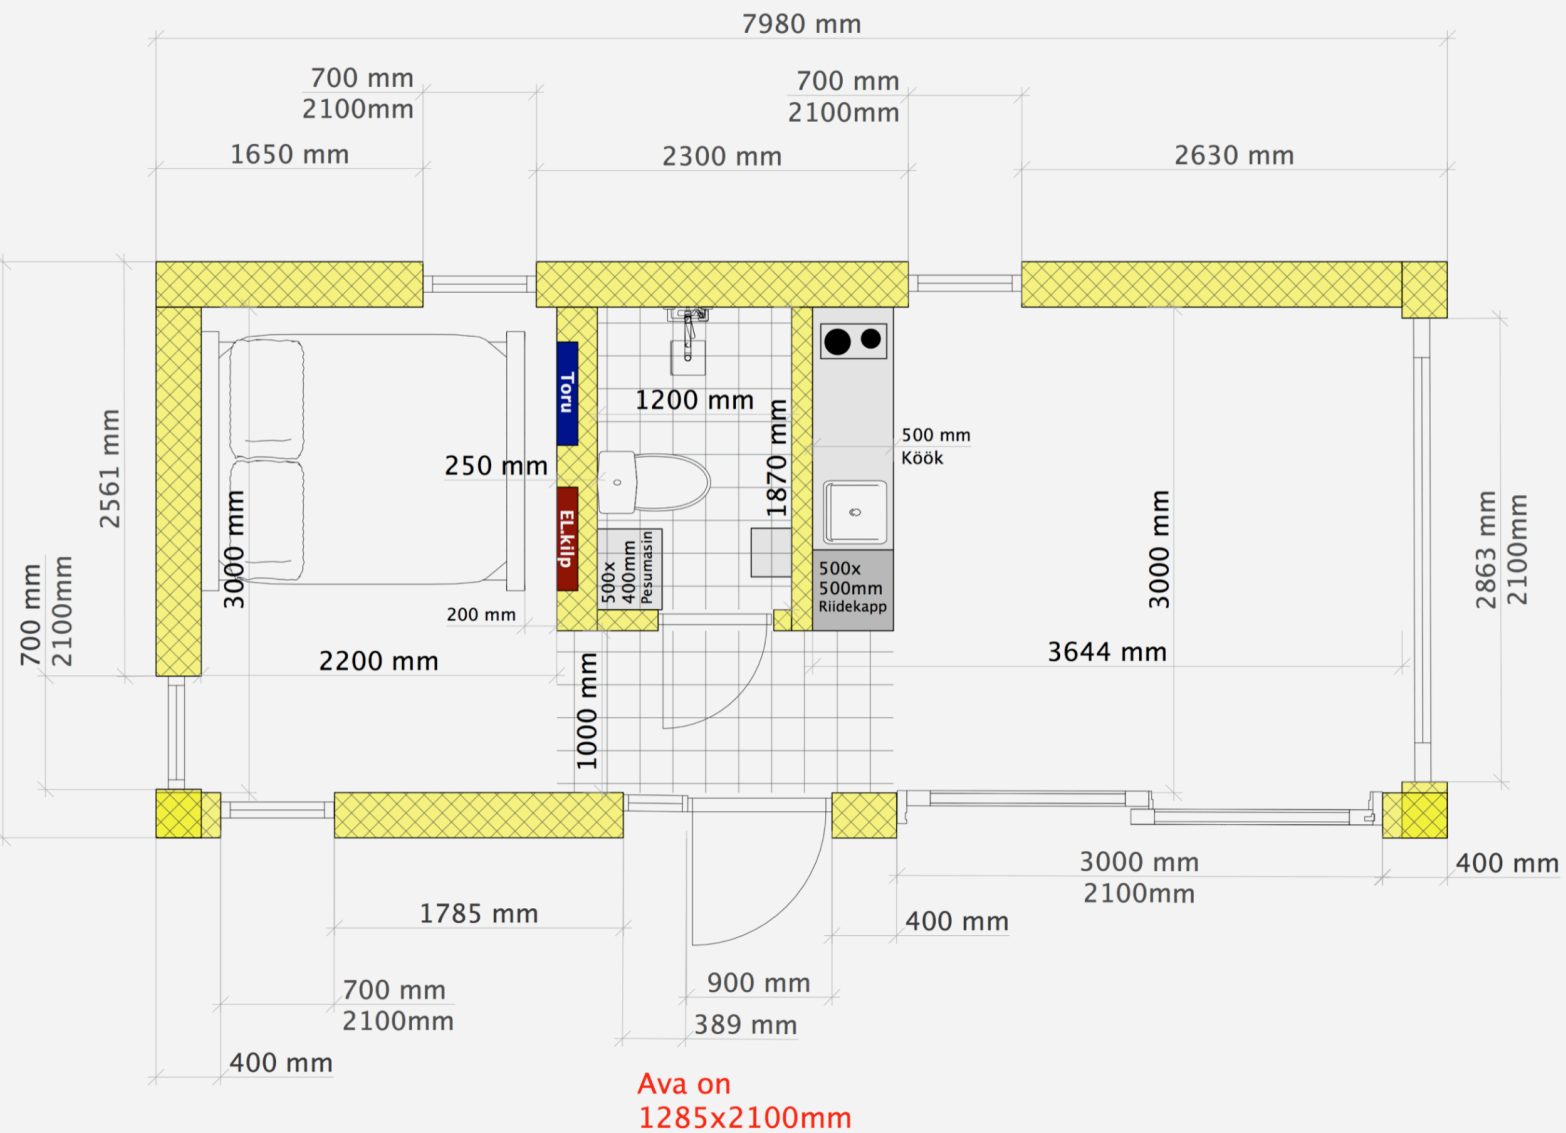 7980 mm
700 mm
2100mm
700 mm
2100mm
1650 mm
2300 mm
2630 mm
2561 mm
700 mm
2100mm
3000 mm
250 mm
200 mm
2200 mm
Toru
EL.kilp
1200 mm
1870 mm
500x
400mm
Pesumasin
1000 mm
500 mm
Köök
500x
500mm
Riidekapp
3000 mm
3644 mm
2863 mm
2100mm
3000 mm
2100mm
400 mm
1785 mm
400 mm
900 mm
389 mm
700 mm
2100mm
400 mm
Ava on
1285x2100mm